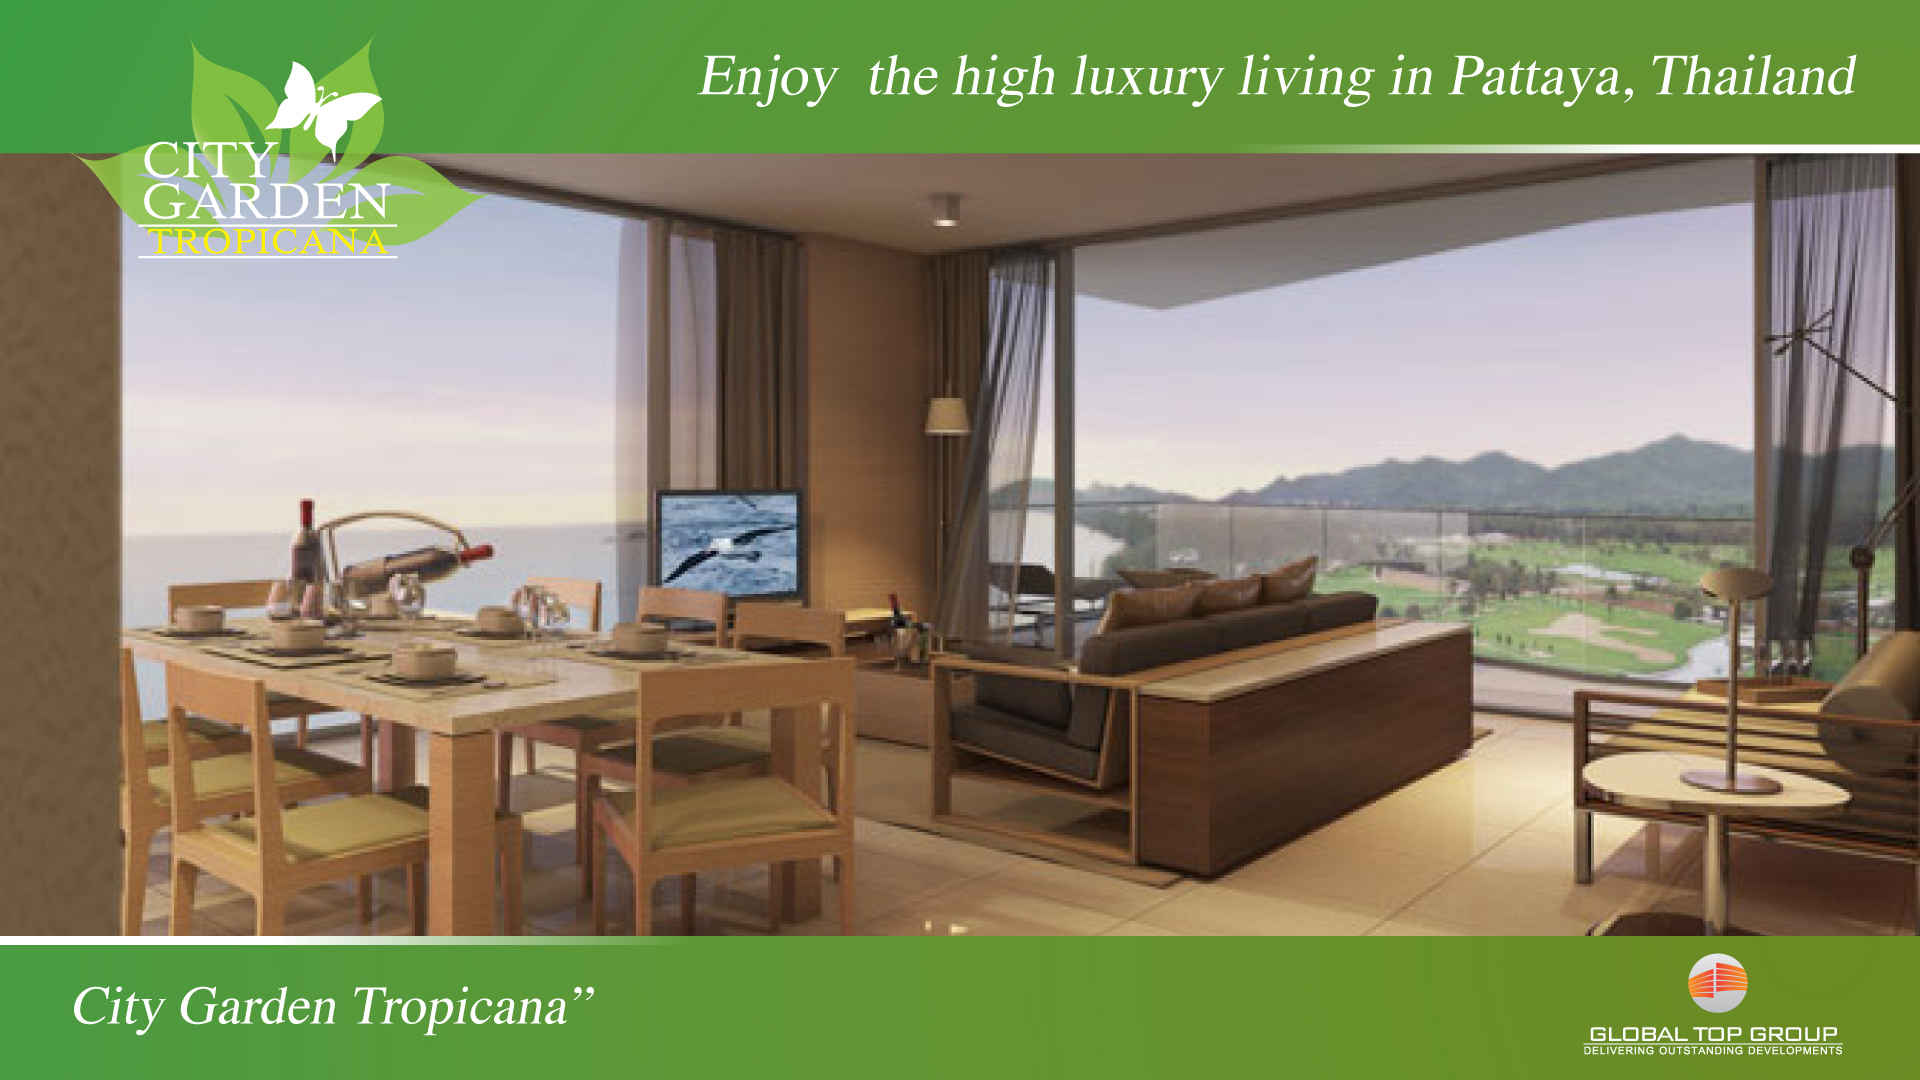 Enjoy  the high luxury living in Pattaya, Thailand
CITY
GARDEN
TROPICANA
City Garden Tropicana”
GLOBAL TOP GROUP
DELIVERING OUTSTANDING DEVELOPMENTS